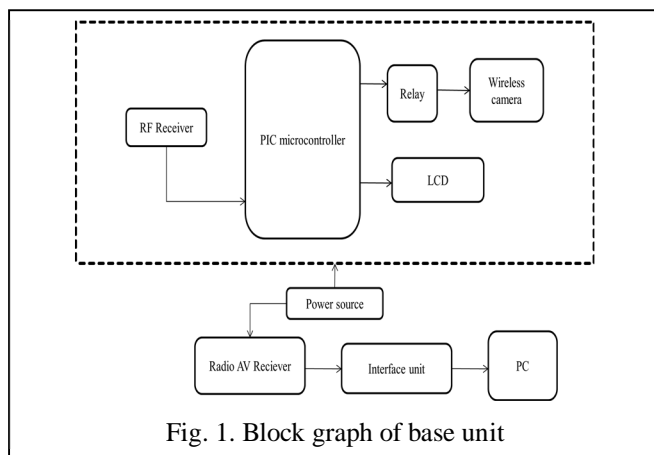 RF Receiver
PIC microcontroller
Relay
Wireless
camera
LCD
Power source
Radio AV Reciever
Interface unit
PC
Fig. 1. Block graph of base unit